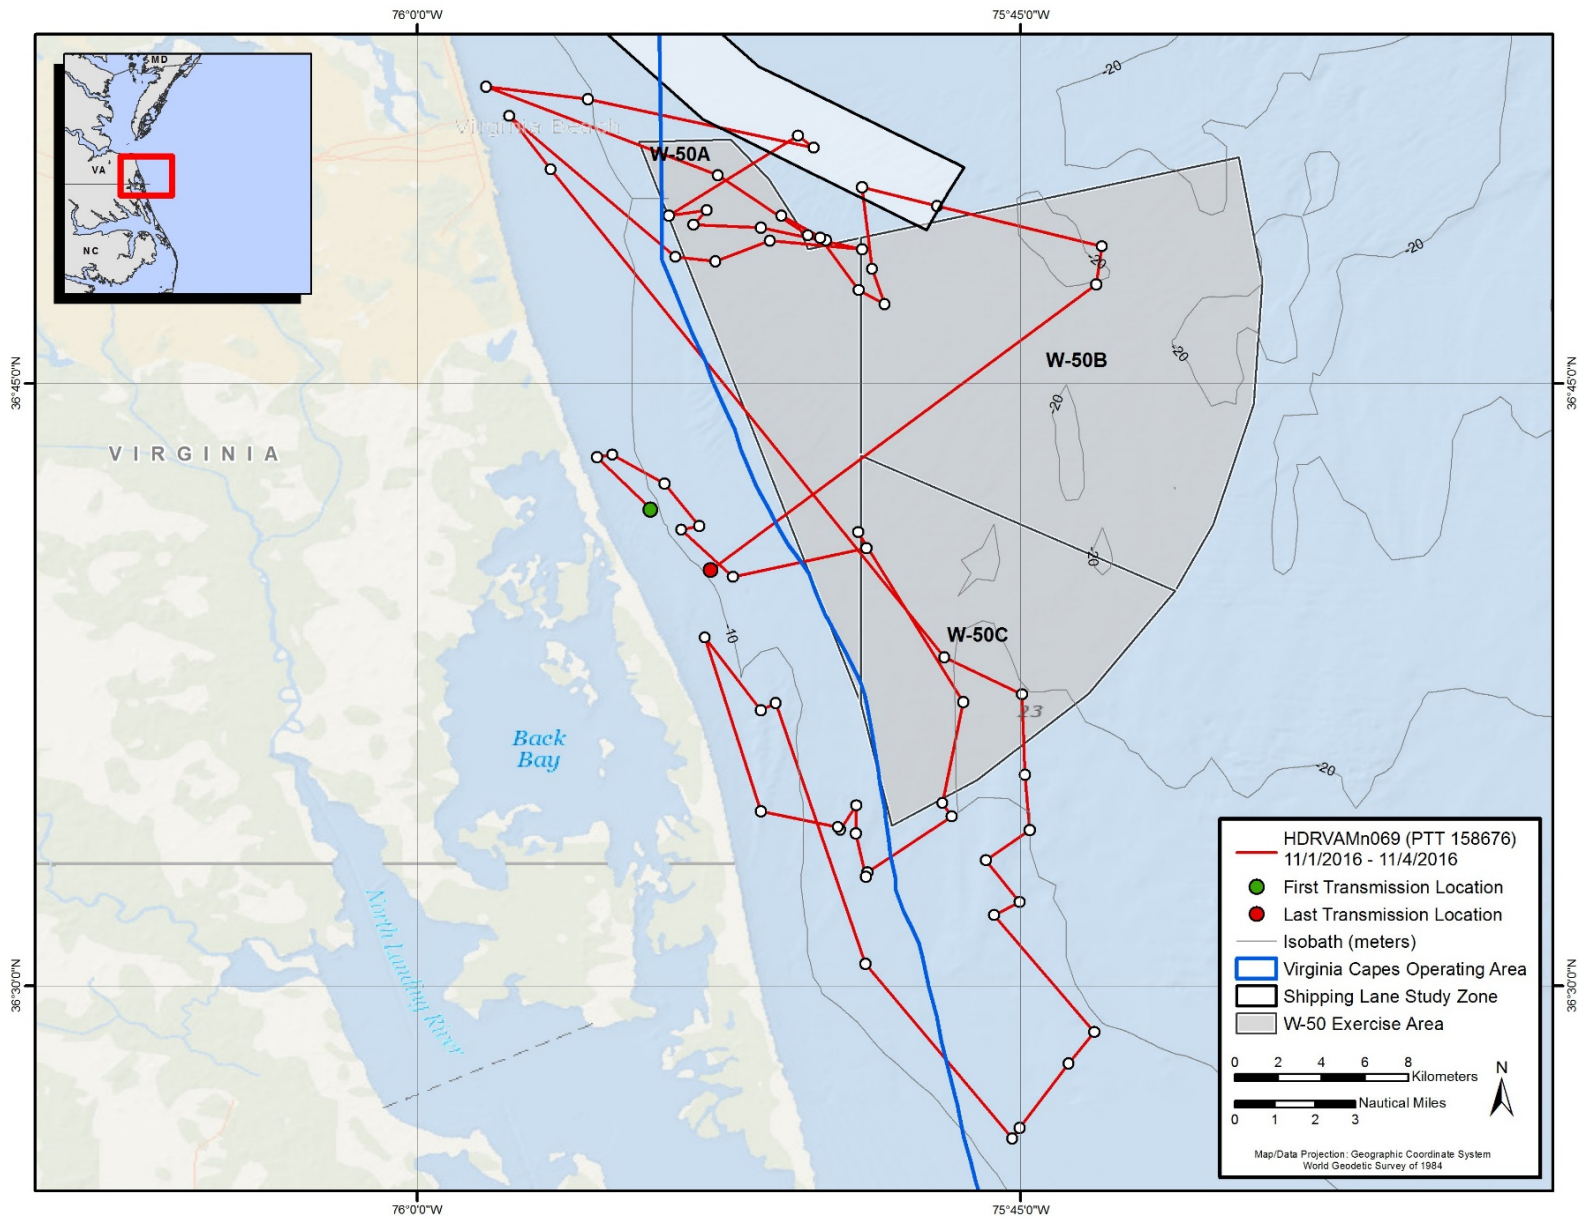 76°0'0"W
75°45'0"W
MD
VA
NC
-20
Virginia Beach
W-50A
-20
-20
36°45'0"N
36°45'0"N
W-50B
-20
-20
VIRGINIA
-20
-10
W-50C
23
Back
Bay
-20
North Landing River
36°30'0"N
36°30'0"N
HDRVAMn069 (PTT 158676)
11/1/2016 - 11/4/2016
First Transmission Location
Last Transmission Location
Isobath (meters)
Virginia Capes Operating Area
Shipping Lane Study Zone
W-50 Exercise Area
0 2 4 6 8
Kilometers
N
Nautical Miles
0 1 2 3
Map/Data Projection: Geographic Coordinate System
World Geodetic Survey of 1984
76°0'0"W
75°45'0"W